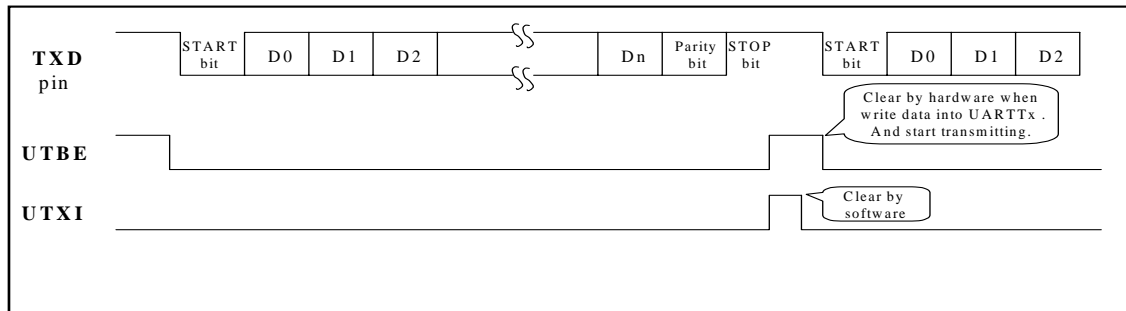 TXD
pin
START
bit
D0
D1
D2
Dn
Parity
bit
STOP
bit
START
bit
D0
D1
D2
Clear by hardware when
write data into UARTTx .
And start transmitting.
UTBE
UTXI
Clear by
software